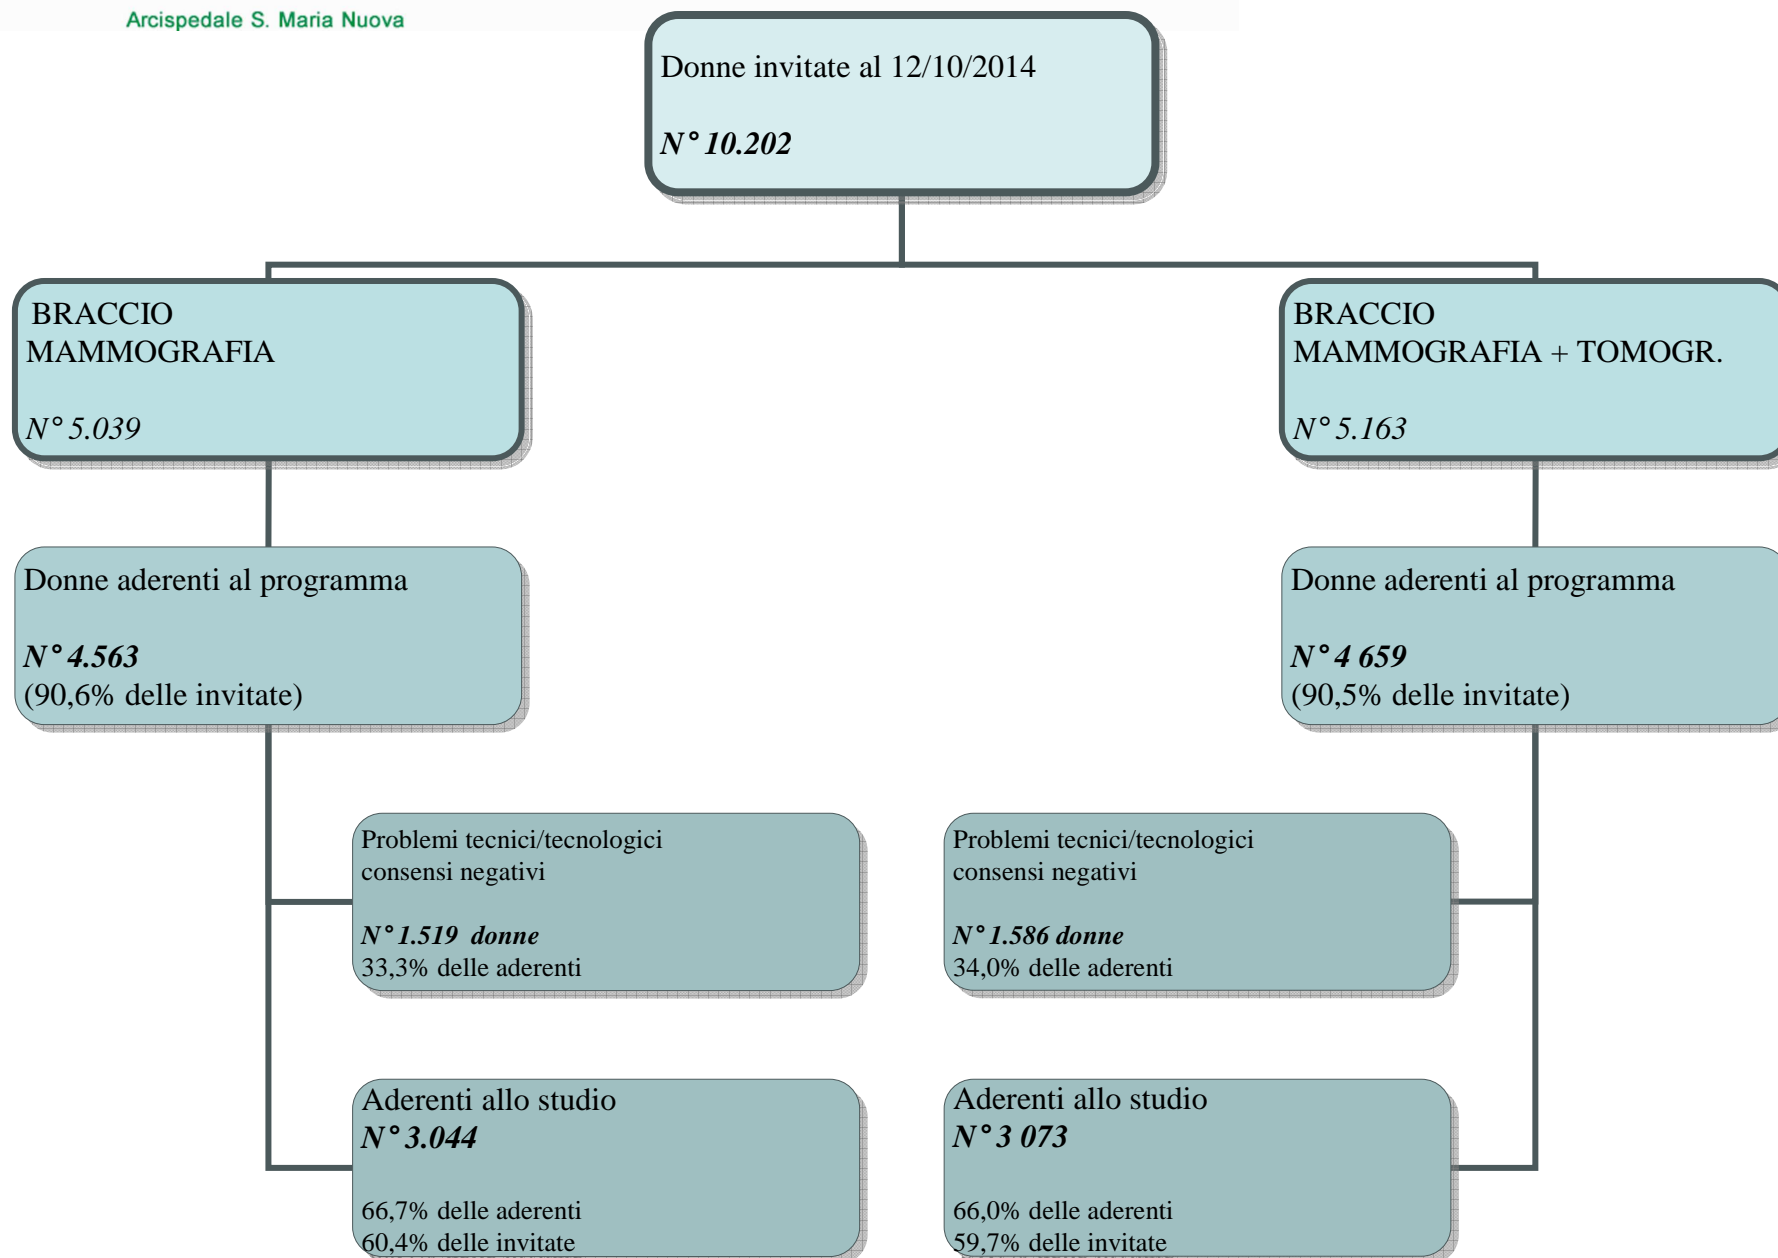 Arcispedale S. Maria Nuova
Donne invitate al 12/10/2014
N° 10.202
BRACCIO
MAMMOGRAFIA
N° 5.039
BRACCIO
MAMMOGRAFIA + TOMOGR.
N° 5.163
Donne aderenti al programma
N° 4.563
(90,6% delle invitate)
Donne aderenti al programma
N° 4 659
(90,5% delle invitate)
Problemi tecnici/tecnologici
consensi negativi
N° 1.519 donne
33,3% delle aderenti
Problemi tecnici/tecnologici
consensi negativi
N° 1.586 donne
34,0% delle aderenti
Aderenti allo studio
N° 3.044
66,7% delle aderenti
60,4% delle invitate
Aderenti allo studio
N° 3 073
66,0% delle aderenti
59,7% delle invitate